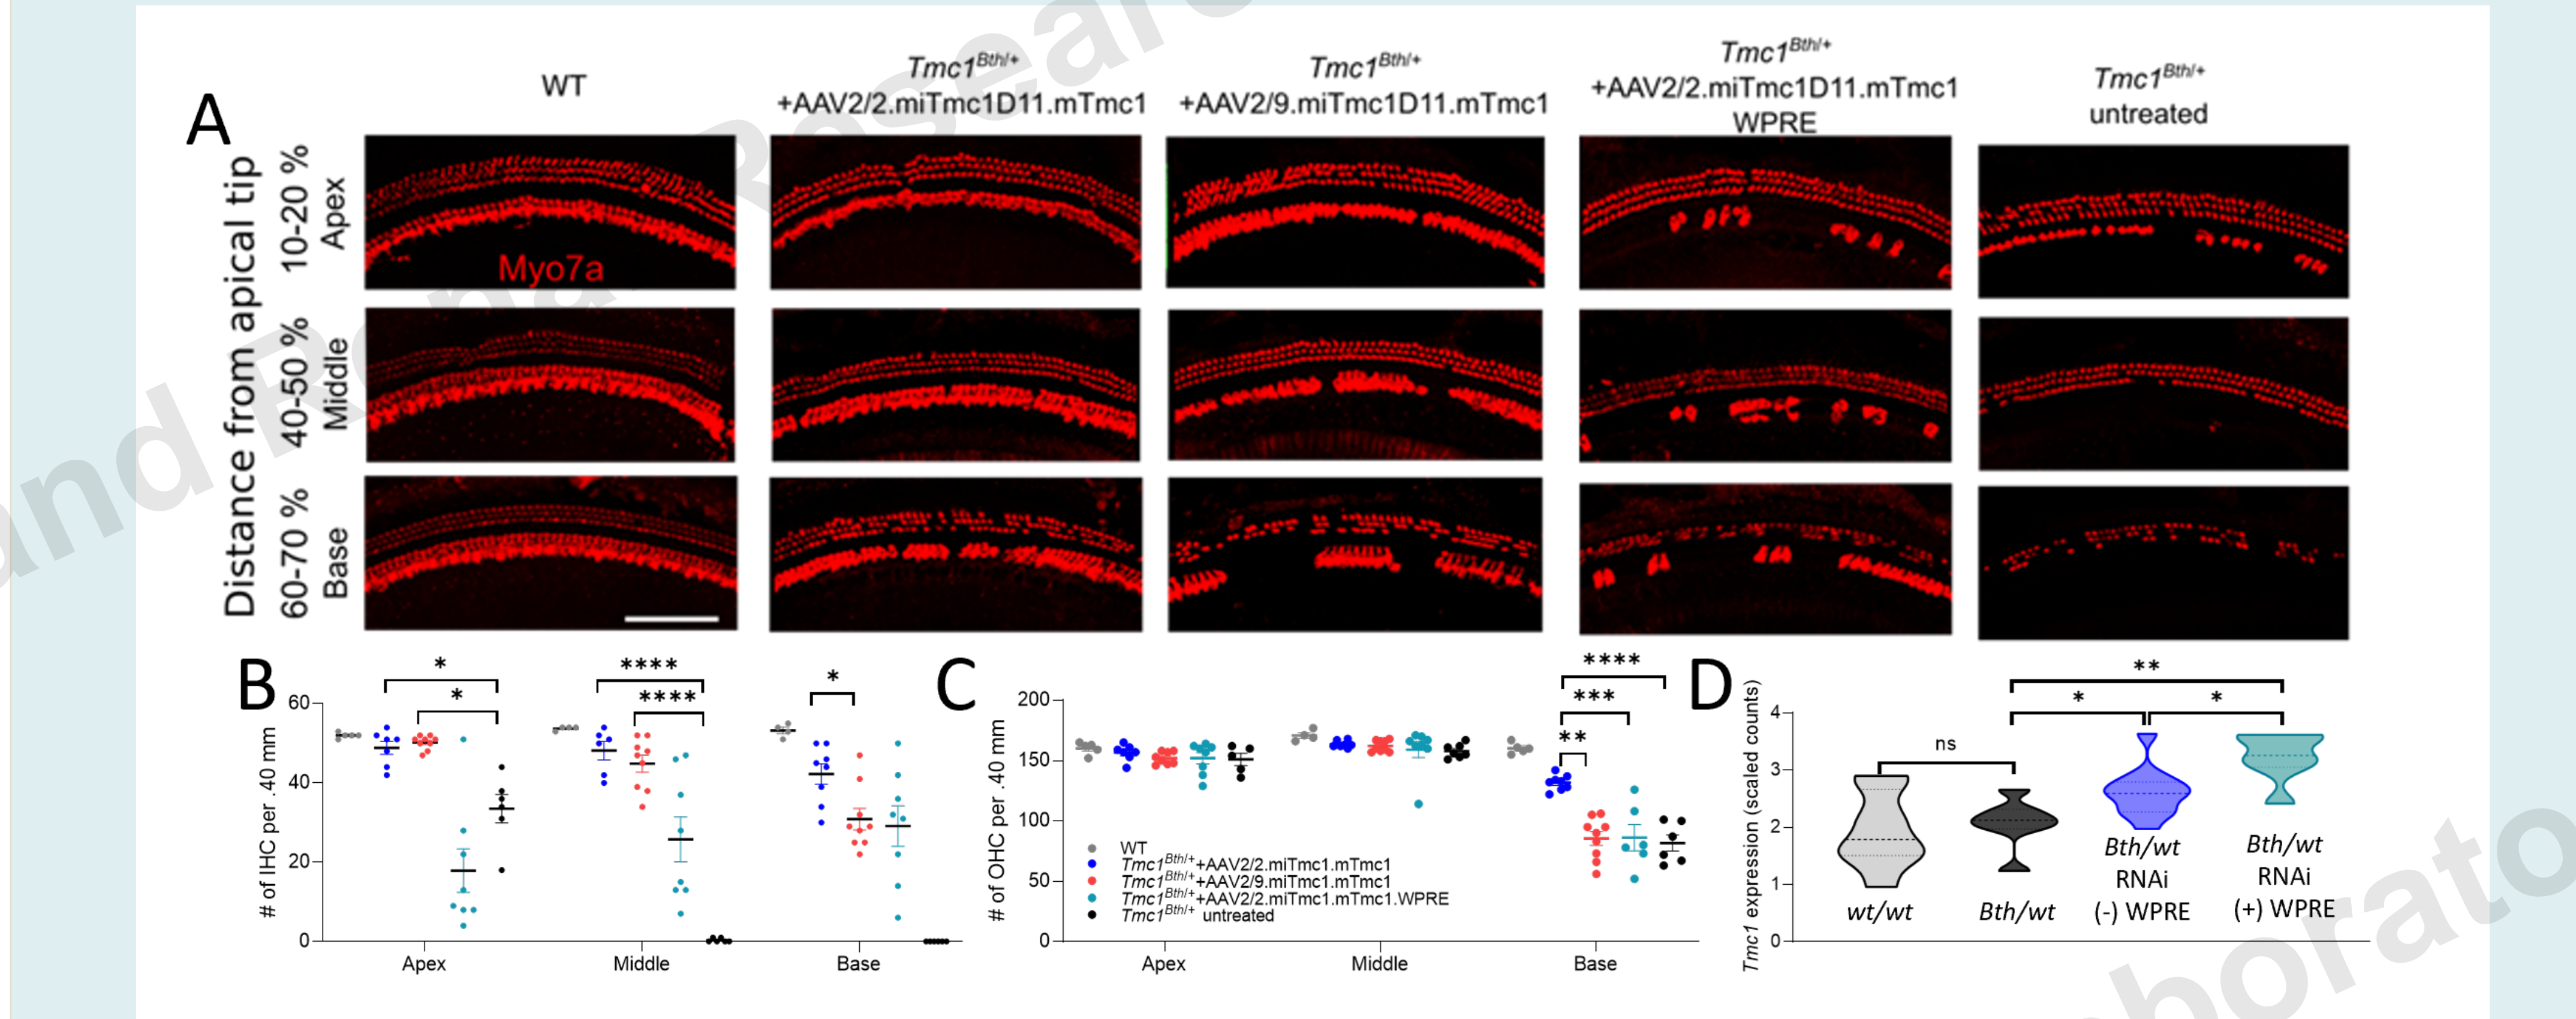 A
WT
Tmc1Bth/+
+AAV2/2.miTmc1D11.mTmc1
Tmc1Bth/+
+AAV2/9.miTmc1D11.mTmc1
Tmc1Bth/+
+AAV2/2.miTmc1D11.mTmc1
WPRE
Tmc1Bth/+
untreated
Distance from apical tip
10-20 %
Apex
Myo7a
40-50 %
Middle
60-70 %
Base
B
# of IHC per .40 mm
60
40
20
0
*
*
****
****
*
Apex
Middle
Base
C
# of OHC per .40 mm
200
150
100
50
0
****
***
**
WT
Tmc1Bth/++AAV2/2.miTmc1.mTmc1
Tmc1Bth/++AAV2/9.miTmc1.mTmc1
Tmc1Bth/++AAV2/2.miTmc1.mTmc1.WPRE
Tmc1Bth/+ untreated
Apex
Middle
Base
D
Tmc1 expression (scaled counts)
4
3
2
1
0
**
*
*
ns
wt/wt
Bth/wt
Bth/wt
RNAi
(-) WPRE
Bth/wt
RNAi
(+) WPRE